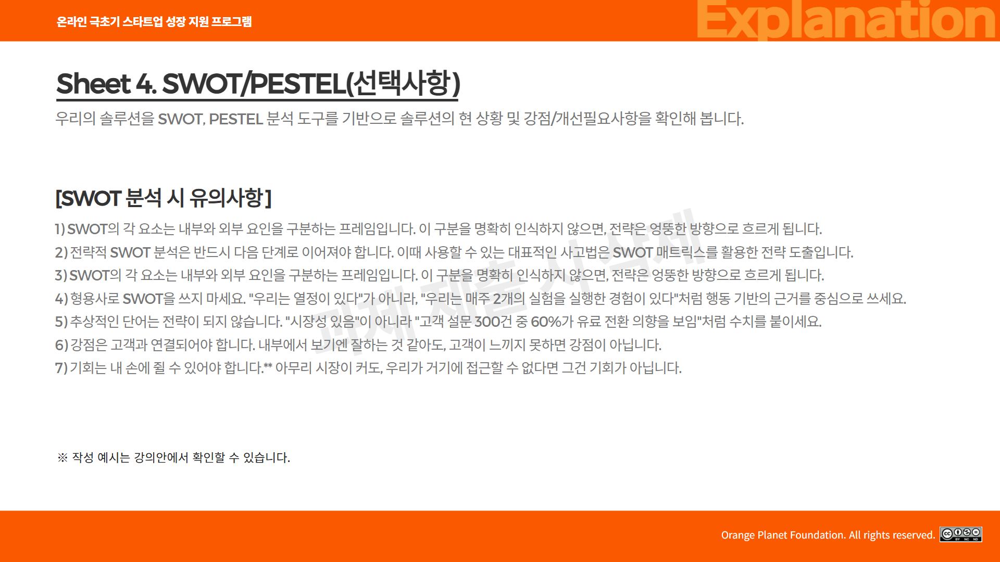 온라인 극초기 스타트업 성장 지원 프로그램
Explanation
Sheet 4. SWOT/PESTEL(선택사항)
우리의 솔루션을 SWOT, PESTEL 분석 도구를 기반으로 솔루션의 현 상황 및 강점/개선필요사항을 확인해 봅니다.
[SWOT 분석 시 유의사항]
1) SWOT의 각 요소는 내부와 외부 요인을 구분하는 프레임입니다. 이 구분을 명확히 인식하지 않으면, 전략은 엉뚱한 방향으로 흐르게 됩니다.
2) 전략적 SWOT 분석은 반드시 다음 단계로 이어져야 합니다. 이때 사용할 수 있는 대표적인 사고법은 SWOT 매트릭스를 활용한 전략 도출입니다.
3) SWOT의 각 요소는 내부와 외부 요인을 구분하는 프레임입니다. 이 구분을 명확히 인식하지 않으면, 전략은 엉뚱한 방향으로 흐르게 됩니다.
4) 형용사로 SWOT을 쓰지 마세요. "우리는 열정이 있다"가 아니라, "우리는 매주 2개의 실험을 실행한 경험이 있다"처럼 행동 기반의 근거를 중심으로 쓰세요.
5) 추상적인 단어는 전략이 되지 않습니다. "시장성 있음"이 아니라 "고객 설문 300건 중 60%가 유료 전환 의향을 보임"처럼 수치를 붙이세요.
6) 강점은 고객과 연결되어야 합니다. 내부에서 보기엔 잘하는 것 같아도, 고객이 느끼지 못하면 강점이 아닙니다.
7) 기회는 내 손에 쥘 수 있어야 합니다.** 아무리 시장이 커도, 우리가 거기에 접근할 수 없다면 그건 기회가 아닙니다.
과제 제출 시 삭제
※ 작성 예시는 강의안에서 확인할 수 있습니다.
Orange Planet Foundation. All rights reserved.
cc BY NC ND